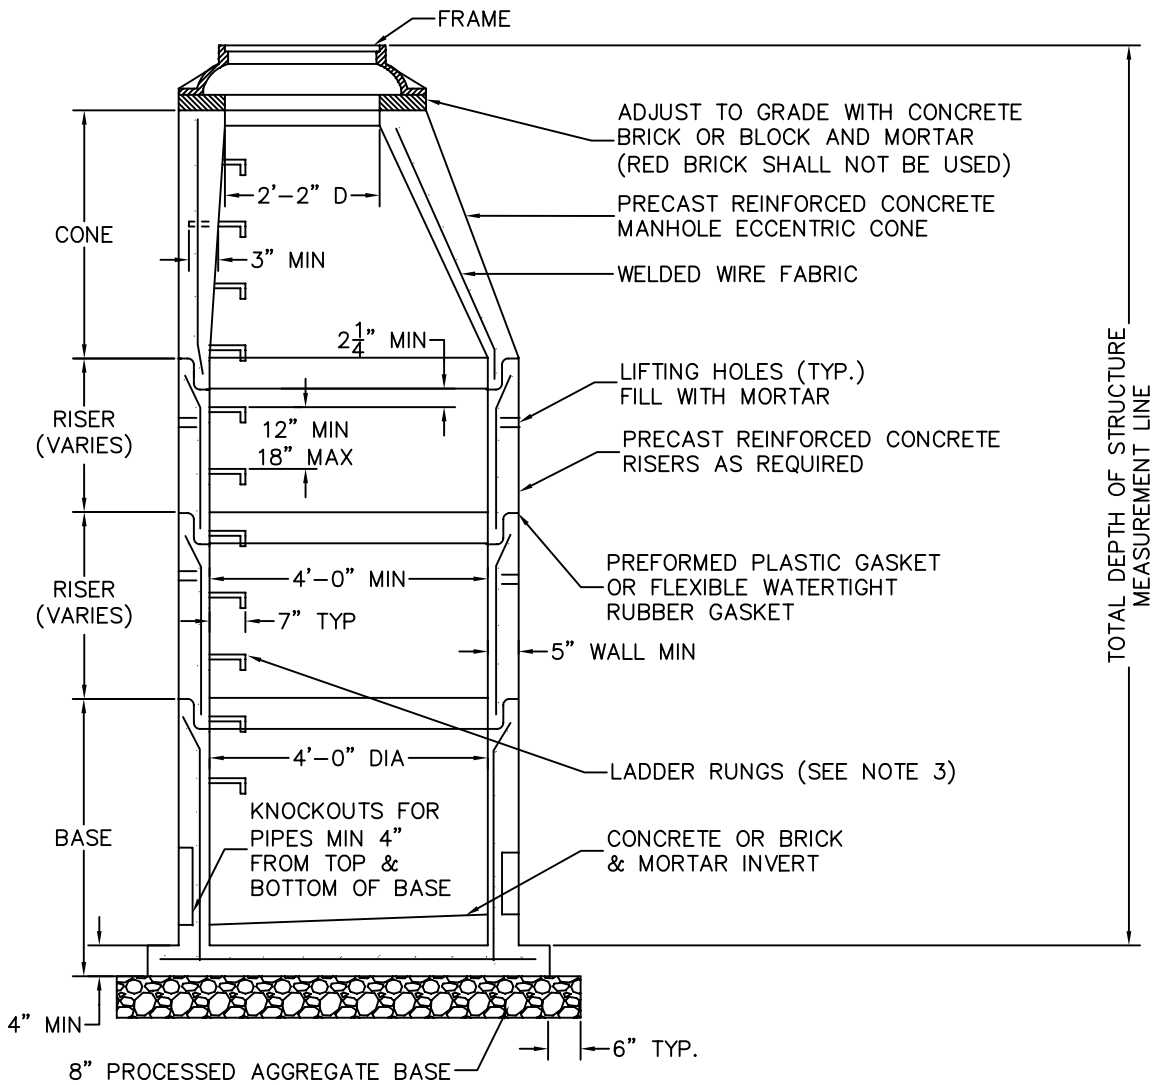 FRAME
ADJUST TO GRADE WITH CONCRETE
BRICK OR BLOCK AND MORTAR
(RED BRICK SHALL NOT BE USED)
2'-2" D
PRECAST REINFORCED CONCRETE
MANHOLE ECCENTRIC CONE
CONE
3" MIN
WELDED WIRE FABRIC
2 1/4" MIN
LIFTING HOLES (TYP.)
FILL WITH MORTAR
RISER
(VARIES)
12" MIN
18" MAX
PRECAST REINFORCED CONCRETE
RISERS AS REQUIRED
TOTAL DEPTH OF STRUCTURE
MEASUREMENT LINE
PREFORMED PLASTIC GASKET
OR FLEXIBLE WATERTIGHT
RUBBER GASKET
RISER
(VARIES)
4'-0" MIN
7" TYP
5" WALL MIN
4'-0" DIA
LADDER RUNGS (SEE NOTE 3)
BASE
KNOCKOUTS FOR
PIPES MIN 4"
FROM TOP &
BOTTOM OF BASE
CONCRETE OR BRICK
& MORTAR INVERT
4" MIN
6" TYP.
8" PROCESSED AGGREGATE BASE